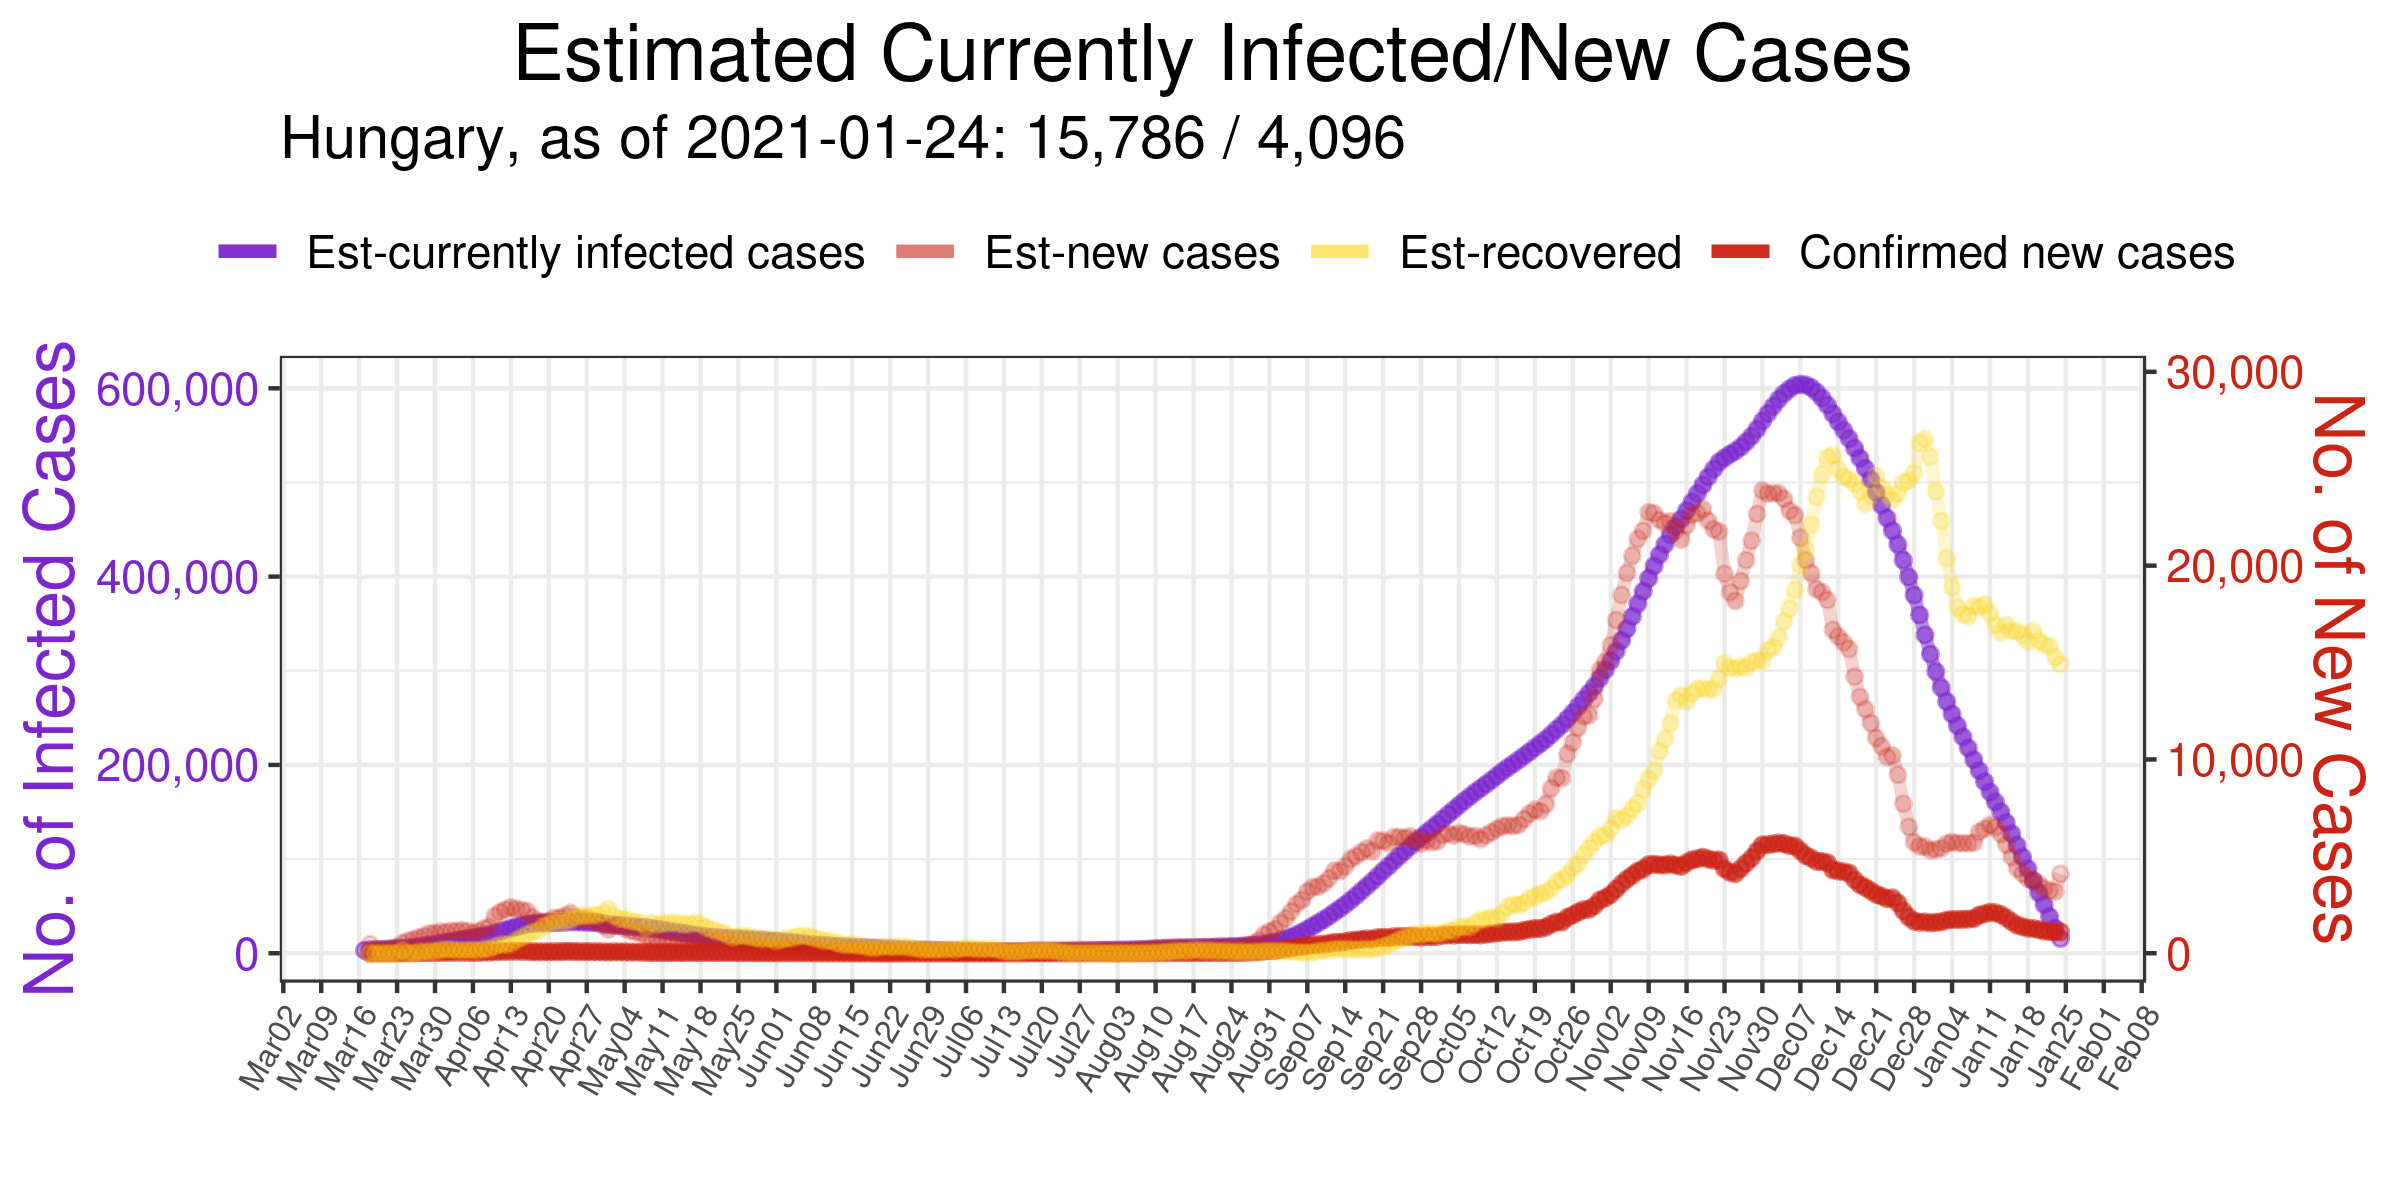 Estimated Currently Infected/New Cases
Hungary, as of 2021-01-24: 15,786 / 4,096
Est-currently infected cases
Est-new cases
Est-recovered
Confirmed new cases
No. of Infected Cases
600,000
400,000
200,000
0
30,000
20,000
10,000
0
No. of New Cases
Mar02
Mar09
Mar16
Mar23
Mar30
Apr06
Apr13
Apr20
Apr27
May04
May11
May18
May25
Jun01
Jun08
Jun15
Jun22
Jun29
Jul06
Jul13
Jul20
Jul27
Aug03
Aug10
Aug17
Aug24
Aug31
Sep07
Sep14
Sep21
Sep28
Oct05
Oct12
Oct19
Oct26
Nov02
Nov09
Nov16
Nov23
Nov30
Dec07
Dec14
Dec21
Dec28
Jan04
Jan11
Jan18
Jan25
Feb01
Feb08